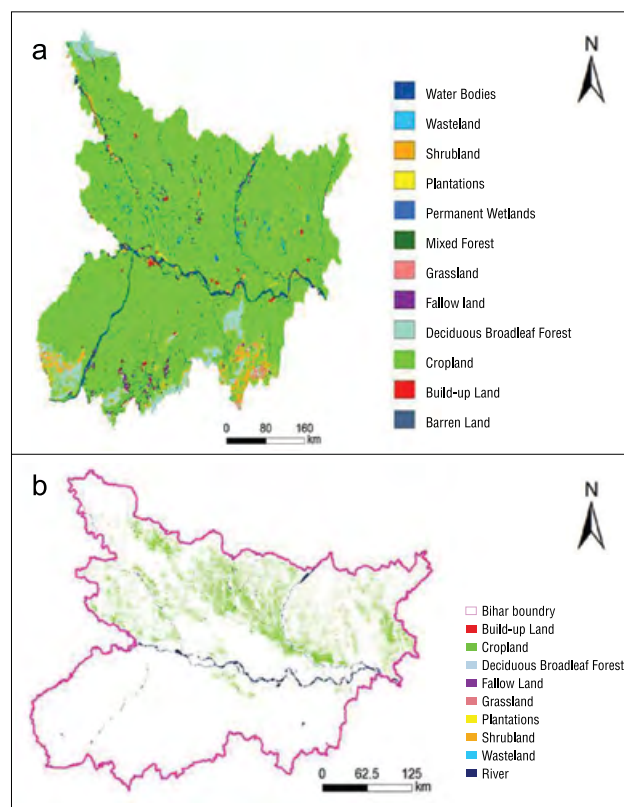 a
N
Water Bodies
Wasteland
Shrubland
Plantations
Permanent Wetlands
Mixed Forest
Grassland
Fallow land
Deciduous Broadleaf Forest
Cropland
Build-up Land
Barren Land
0 80 160
km
b
N
Bihar boundry
Build-up Land
Cropland
Deciduous Broadleaf Forest
Fallow Land
Grassland
Plantations
Shrubland
Wasteland
River
0 62.5 125
km